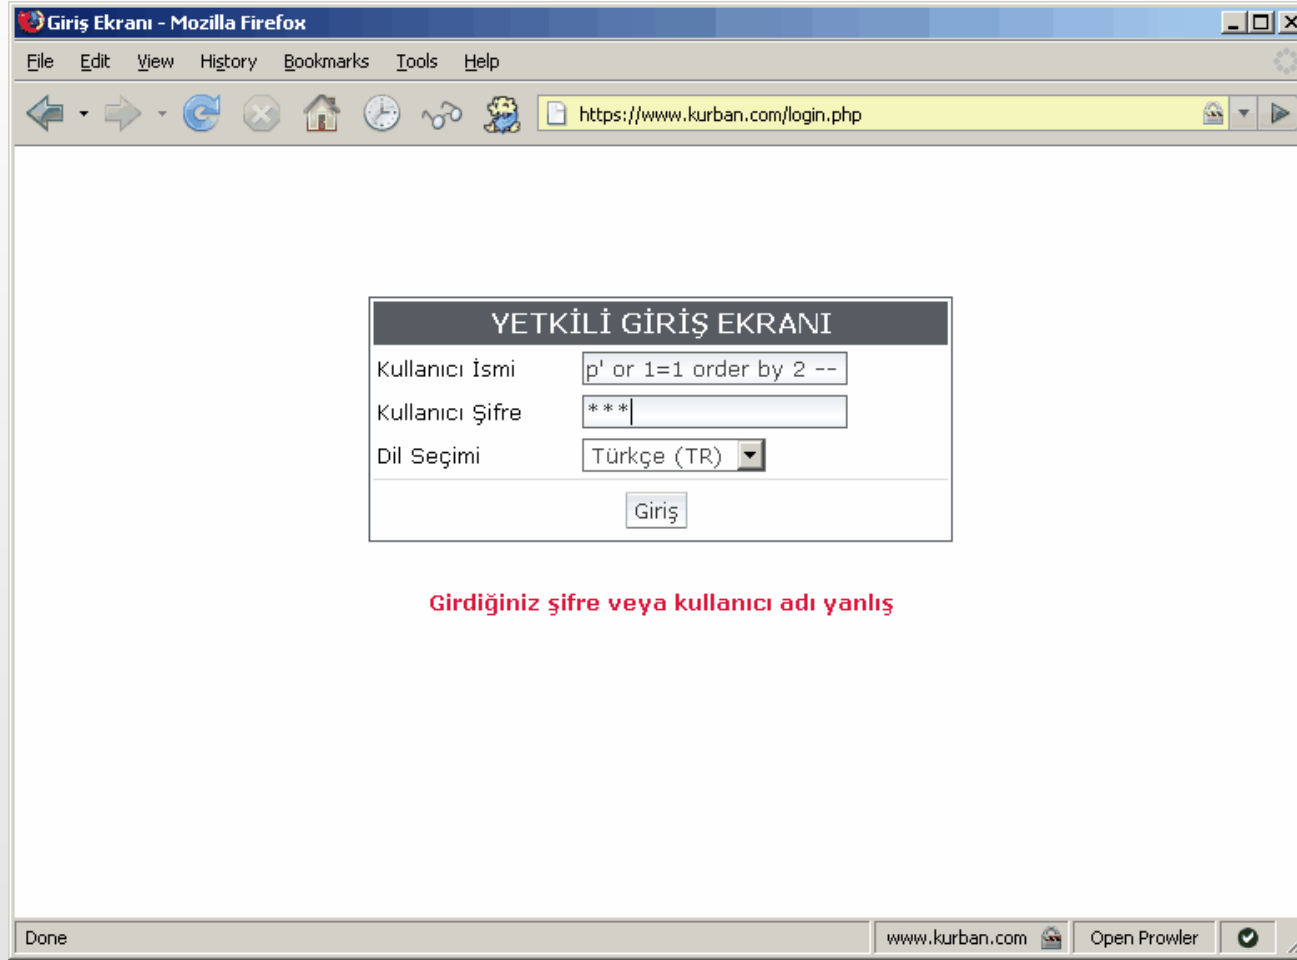 Giriş Ekranı - Mozilla Firefox
File Edit View History Bookmarks Tools Help
https://www.kurban.com/login.php
YETKİLİ GİRİŞ EKRANI
Kullanıcı İsmi p' or 1=1 order by 2 --
Kullanıcı Şifre ***
Dil Seçimi Türkçe (TR)
Giriş
Girdiğiniz şifre veya kullanıcı adı yanlış
Done www.kurban.com Open Prowler